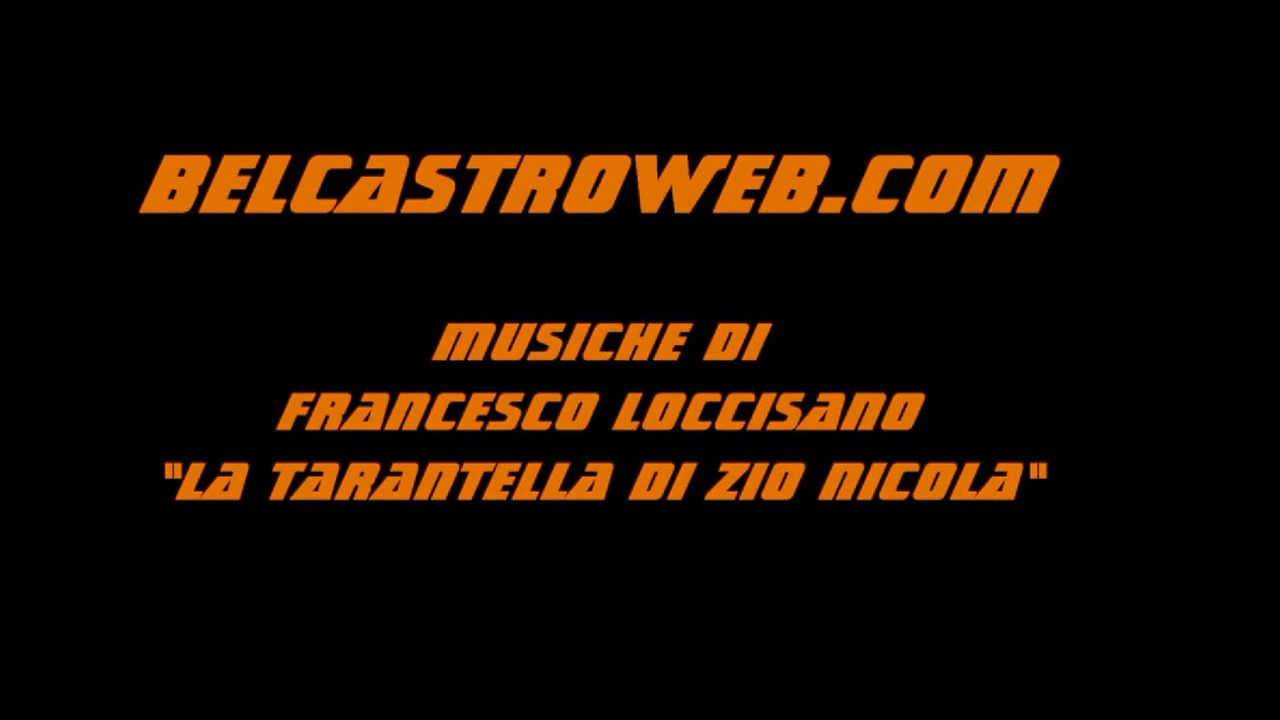 BELCASTROWEB.COM
MUSICHE DI
FRANCESCO LOCCISANO
"LA TARANTELLA DI ZIO NICOLA"